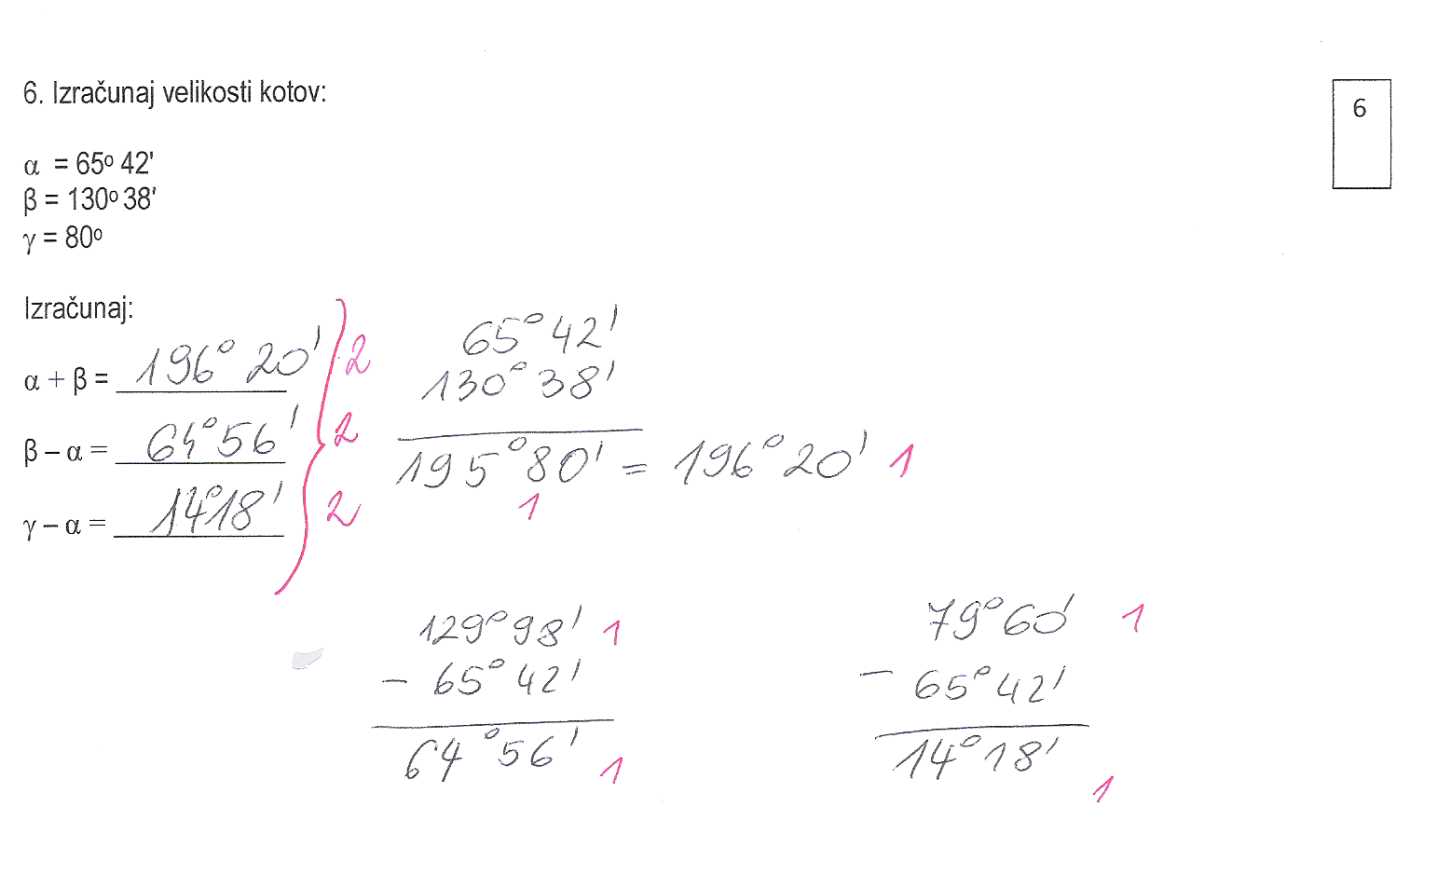 6. Izračunaj velikosti kotov:
6
α = 65° 42'
β = 130° 38'
γ = 80°
Izračunaj:
α + β = 196° 20' 2
β – α = 64° 56' 2
γ – α = 14° 18' 2
65° 42'
130° 38'
195° 80' = 196° 20' 1
1
129° 98' 1
– 65° 42'
64° 56' 1
79° 60' 1
– 65° 42'
14° 18' 1